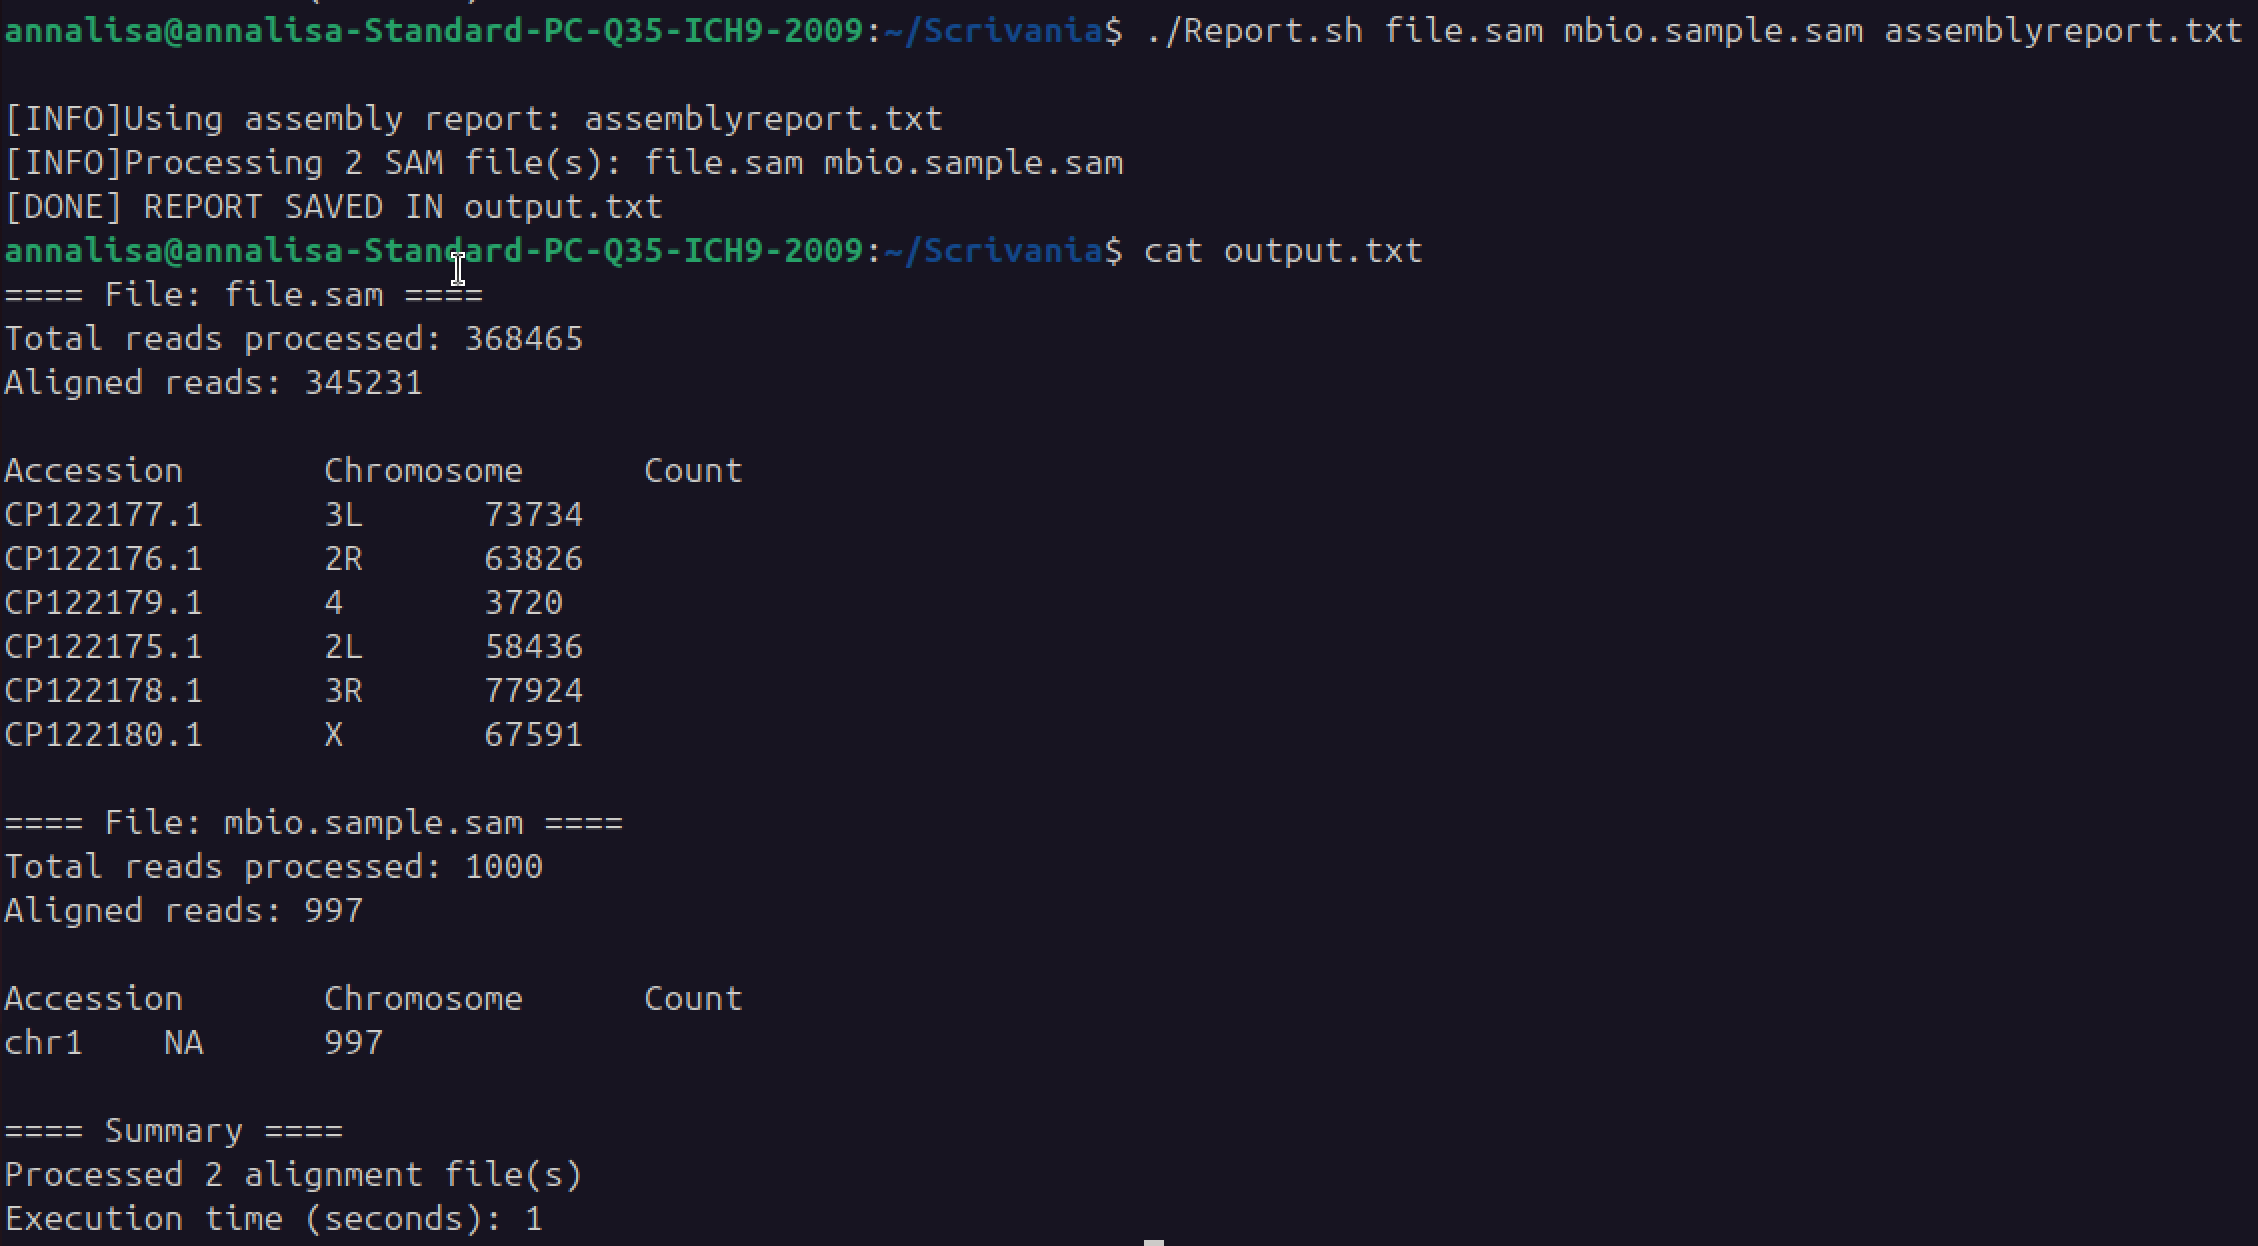 annalisa@annalisa-Standard-PC-Q35-ICH9-2009:~/Scrivania$ ./Report.sh file.sam mbio.sample.sam assemblyreport.txt
[INFO]Using assembly report: assemblyreport.txt
[INFO]Processing 2 SAM file(s): file.sam mbio.sample.sam
[DONE] REPORT SAVED IN output.txt
annalisa@annalisa-Standard-PC-Q35-ICH9-2009:~/Scrivania$ cat output.txt
==== File: file.sam ====
Total reads processed: 368465
Aligned reads: 345231
Accession Chromosome Count
CP122177.1 3L 73734
CP122176.1 2R 63826
CP122179.1 4 3720
CP122175.1 2L 58436
CP122178.1 3R 77924
CP122180.1 X 67591
==== File: mbio.sample.sam ====
Total reads processed: 1000
Aligned reads: 997
Accession Chromosome Count
chr1 NA 997
==== Summary ====
Processed 2 alignment file(s)
Execution time (seconds): 1